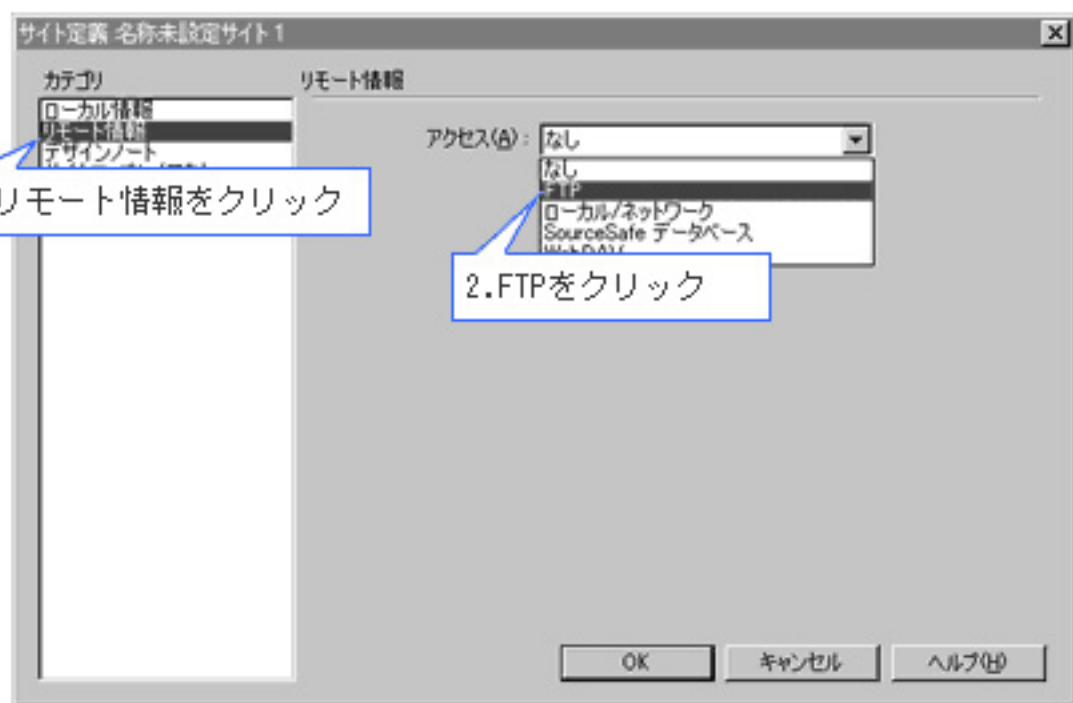 サイト定義 名称未設定サイト 1
カテゴリ
リモート情報
ローカル情報
リモート情報
デザインノート
リモート情報をクリック
アクセス(A): なし
なし
FTP
ローカル/ネットワーク
SourceSafe データベース
WebDAV
2.FTPをクリック
OK
キャンセル
ヘルプ(H)